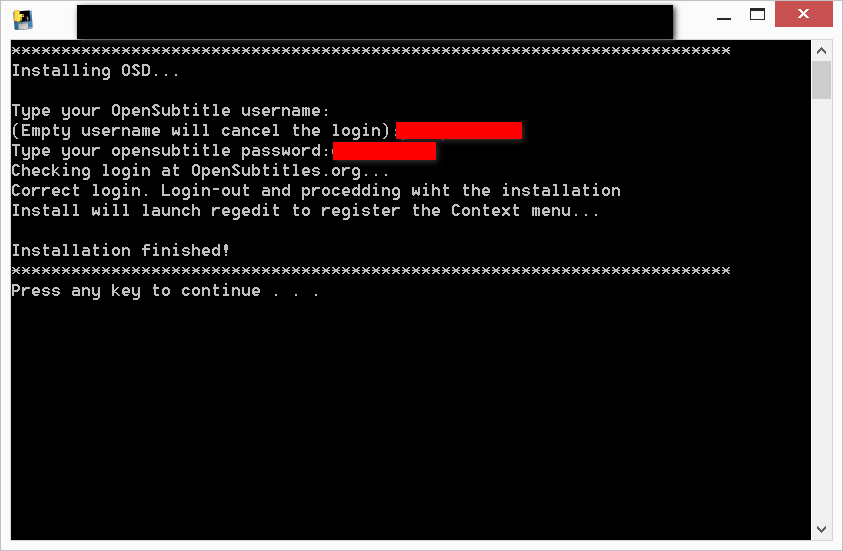 ************************************************************************
Installing OSD...
Type your OpenSubtitle username:
(Empty username will cancel the login):
Type your opensubtitle password:
Checking login at OpenSubtitles.org...
Correct login. Login-out and procedding wiht the installation
Install will launch regedit to register the Context menu...
Installation finished!
************************************************************************
Press any key to continue . . .